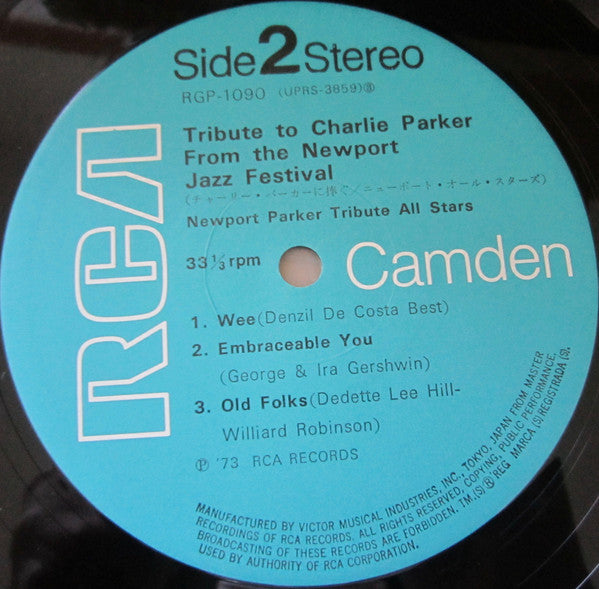 Side 2 Stereo
RGP-1090 (UPRS-3859)Ⓑ
Tribute to Charlie Parker
From the Newport
Jazz Festival
(チャーリー・パーカーに捧ぐ/ニューポート・オール・スターズ)
Newport Parker Tribute All Stars
33⅓rpm
Camden
RCA
1. Wee(Denzil De Costa Best)
2. Embraceable You
(George & Ira Gershwin)
3. Old Folks(Dedette Lee Hill-
Williard Robinson)
Ⓟ '73 RCA RECORDS
MANUFACTURED BY VICTOR MUSICAL INDUSTRIES, INC. TOKYO, JAPAN FROM MASTER
RECORDINGS OF RCA RECORDS. ALL RIGHTS RESERVED, COPYING, PUBLIC PERFORMANCE,
BROADCASTING OF THESE RECORDS ARE FORBIDDEN. TM.(S)® REG. MARCA (S) REGISTRADA (S).
USED BY AUTHORITY OF RCA CORPORATION.